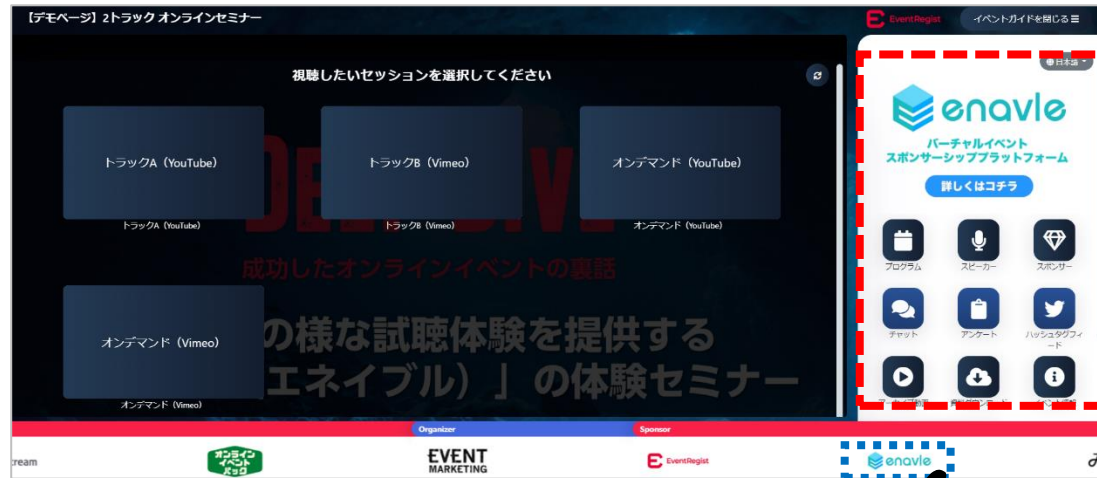 【デモページ】2トラック オンラインセミナー
EventRegist
イベントガイドを閉じる
視聴したいセッションを選択してください
日本語
enavle
バーチャルイベント
スポンサーシッププラットフォーム
詳しくはコチラ
トラックA（YouTube）
トラックB（Vimeo）
オンデマンド（YouTube）
トラックA（YouTube）
トラックB（Vimeo）
オンデマンド（YouTube）
成功したオンラインイベントの裏話
オンデマンド（Vimeo）
の様な試聴体験を提供する
エネイブル）」の体験セミナー
オンデマンド（Vimeo）
プログラム
スピーカー
スポンサー
チャット
アンケート
ハッシュタグフィード
Organizer
Sponsor
ream
オンライン
イベント
パック
EVENT
MARKETING
EventRegist
enavle